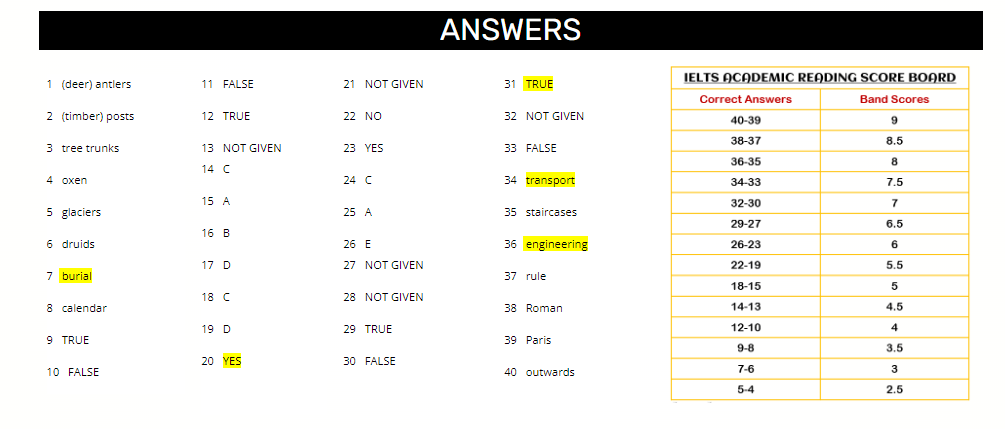 ANSWERS
1 (deer) antlers
2 (timber) posts
3 tree trunks
4 oxen
5 glaciers
6 druids
7 burial
8 calendar
9 TRUE
10 FALSE
11 FALSE
12 TRUE
13 NOT GIVEN
14 C
15 A
16 B
17 D
18 C
19 D
20 YES
21 NOT GIVEN
22 NO
23 YES
24 C
25 A
26 E
27 NOT GIVEN
28 NOT GIVEN
29 TRUE
30 FALSE
31 TRUE
32 NOT GIVEN
33 FALSE
34 transport
35 staircases
36 engineering
37 rule
38 Roman
39 Paris
40 outwards
IELTS ACADEMIC READING SCORE BOARD
Correct Answers Band Scores
40-39 9
38-37 8.5
36-35 8
34-33 7.5
32-30 7
29-27 6.5
26-23 6
22-19 5.5
18-15 5
14-13 4.5
12-10 4
9-8 3.5
7-6 3
5-4 2.5